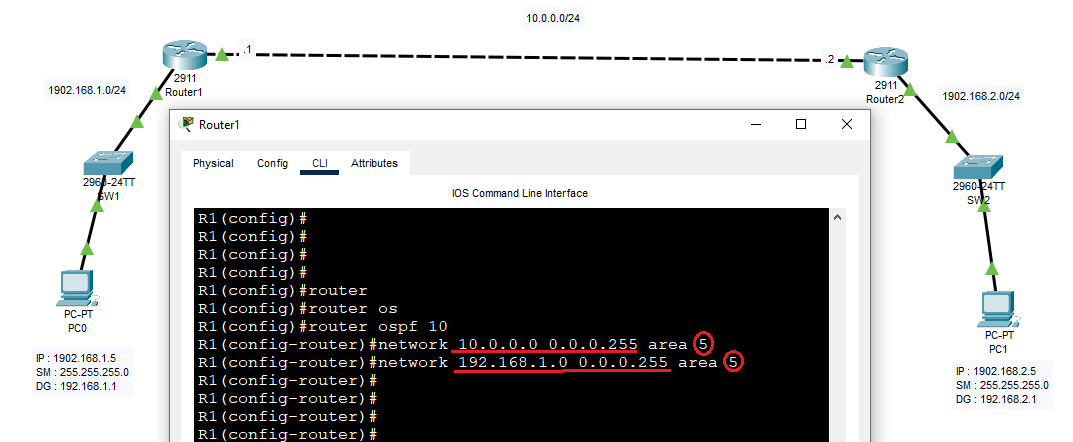 10.0.0.0/24
.1
.2
2911
Router1
2911
Router2
1902.168.1.0/24
1902.168.2.0/24
Router1
Physical Config CLI Attributes
2960-24TT
SW1
2960-24TT
SW2
IOS Command Line Interface
R1(config)#
R1(config)#
R1(config)#
R1(config)#
R1(config)#router
R1(config)#router os
R1(config)#router ospf 10
R1(config-router)#network 10.0.0.0 0.0.0.255 area 5
R1(config-router)#network 192.168.1.0 0.0.0.255 area 5
R1(config-router)#
R1(config-router)#
R1(config-router)#
R1(config-router)#
PC-PT
PC0
PC-PT
PC1
IP : 1902.168.1.5
SM : 255.255.255.0
DG : 192.168.1.1
IP : 1902.168.2.5
SM : 255.255.255.0
DG : 192.168.2.1